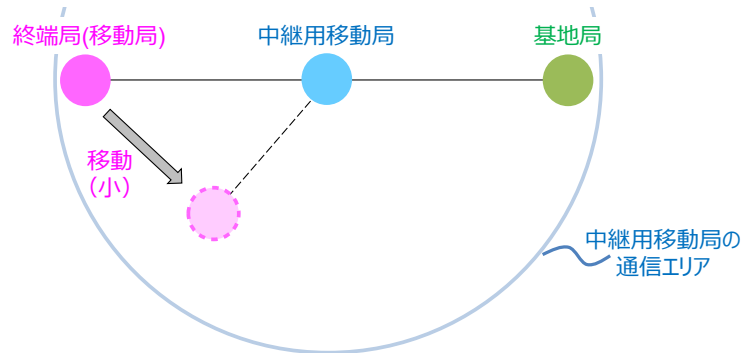 終端局(移動局)
中継用移動局
基地局
移動
（小）
中継用移動局の
通信エリア